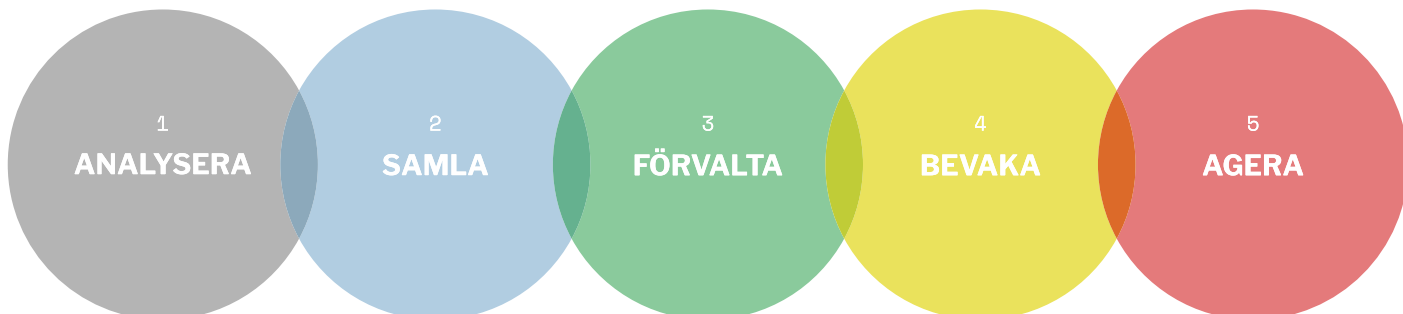 1
ANALYSERA
2
SAMLA
3
FÖRVALTA
4
BEVAKA
5
AGERA